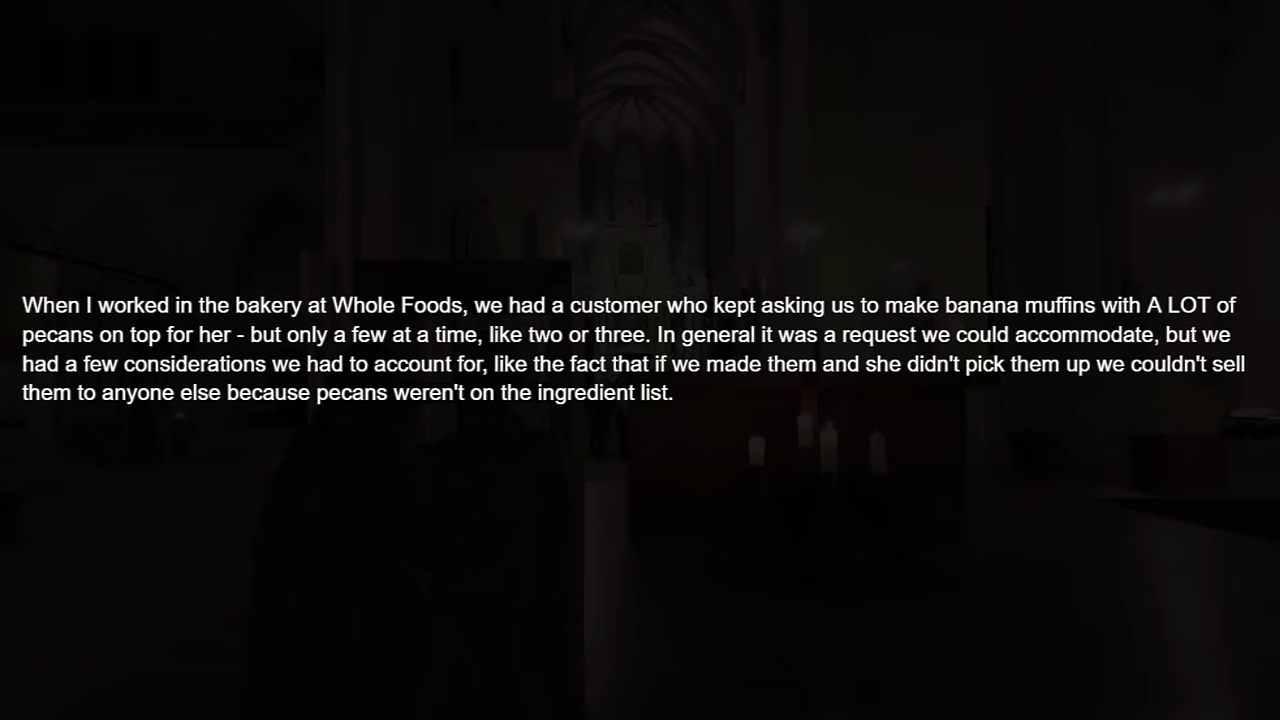 When I worked in the bakery at Whole Foods, we had a customer who kept asking us to make banana muffins with A LOT of
pecans on top for her - but only a few at a time, like two or three. In general it was a request we could accommodate, but we
had a few considerations we had to account for, like the fact that if we made them and she didn't pick them up we couldn't sell
them to anyone else because pecans weren't on the ingredient list.